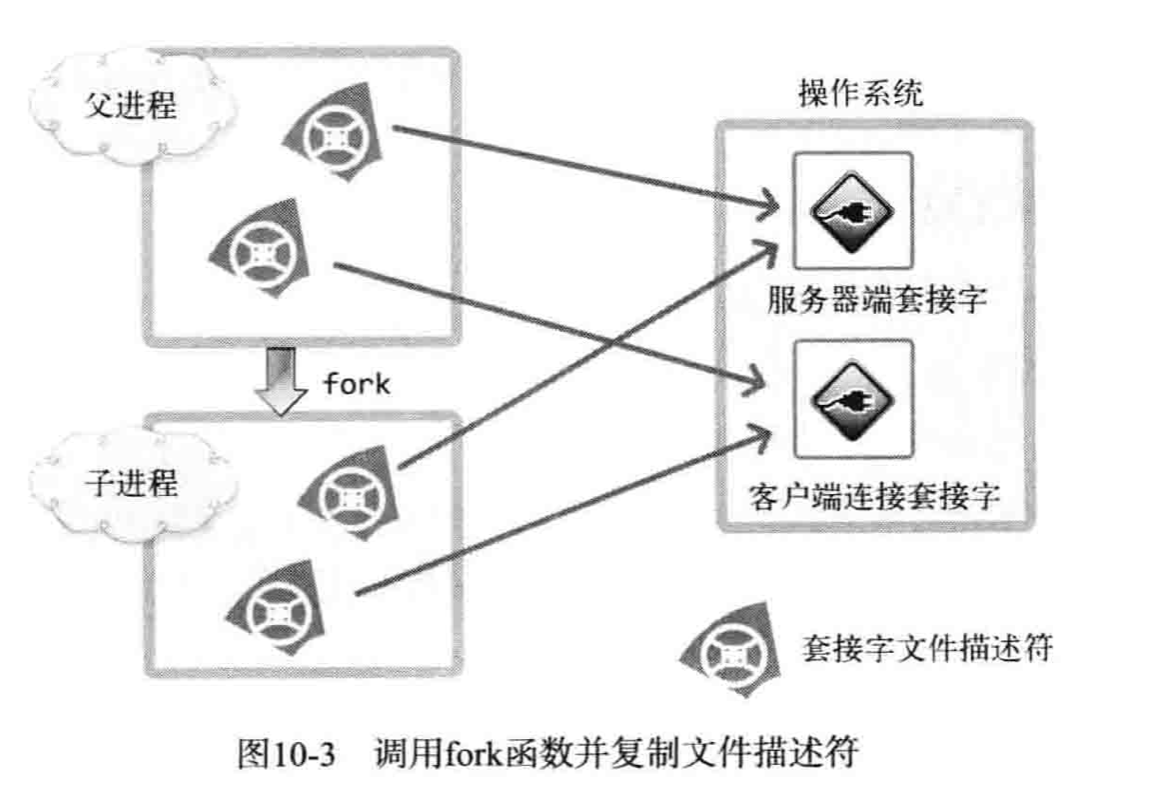 父进程
操作系统
服务器端套接字
fork
子进程
客户端连接套接字
套接字文件描述符
图10-3 调用fork函数并复制文件描述符